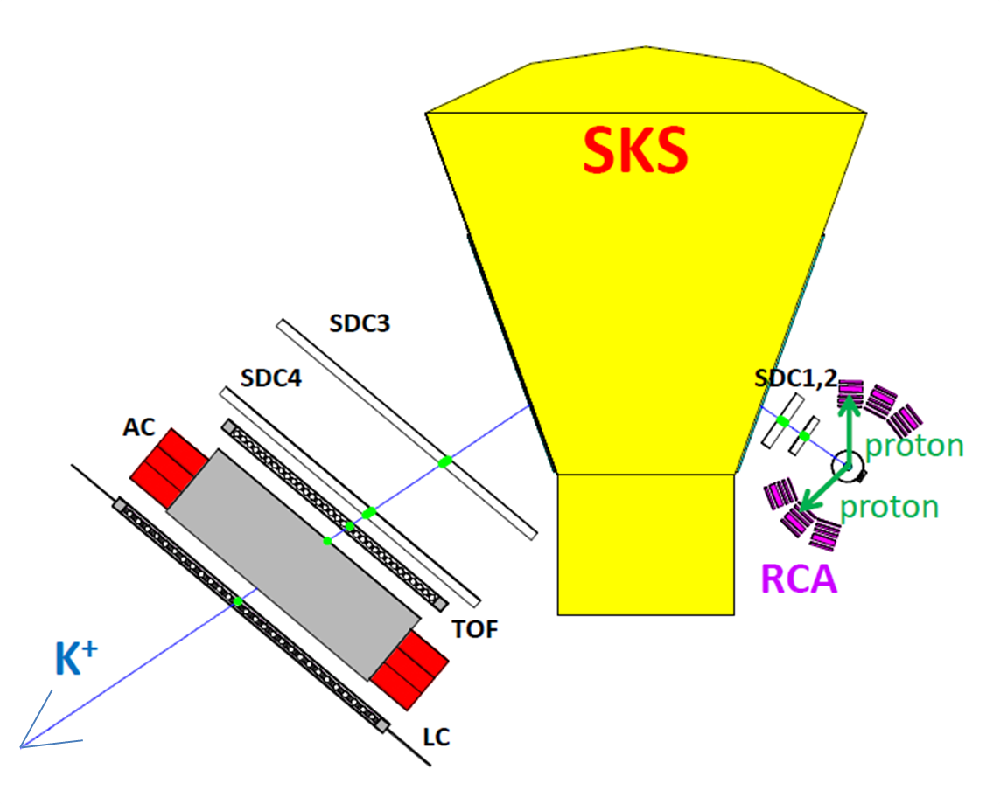 SKS
SDC3
SDC4
SDC1,2
AC
proton
proton
RCA
TOF
K⁺
LC